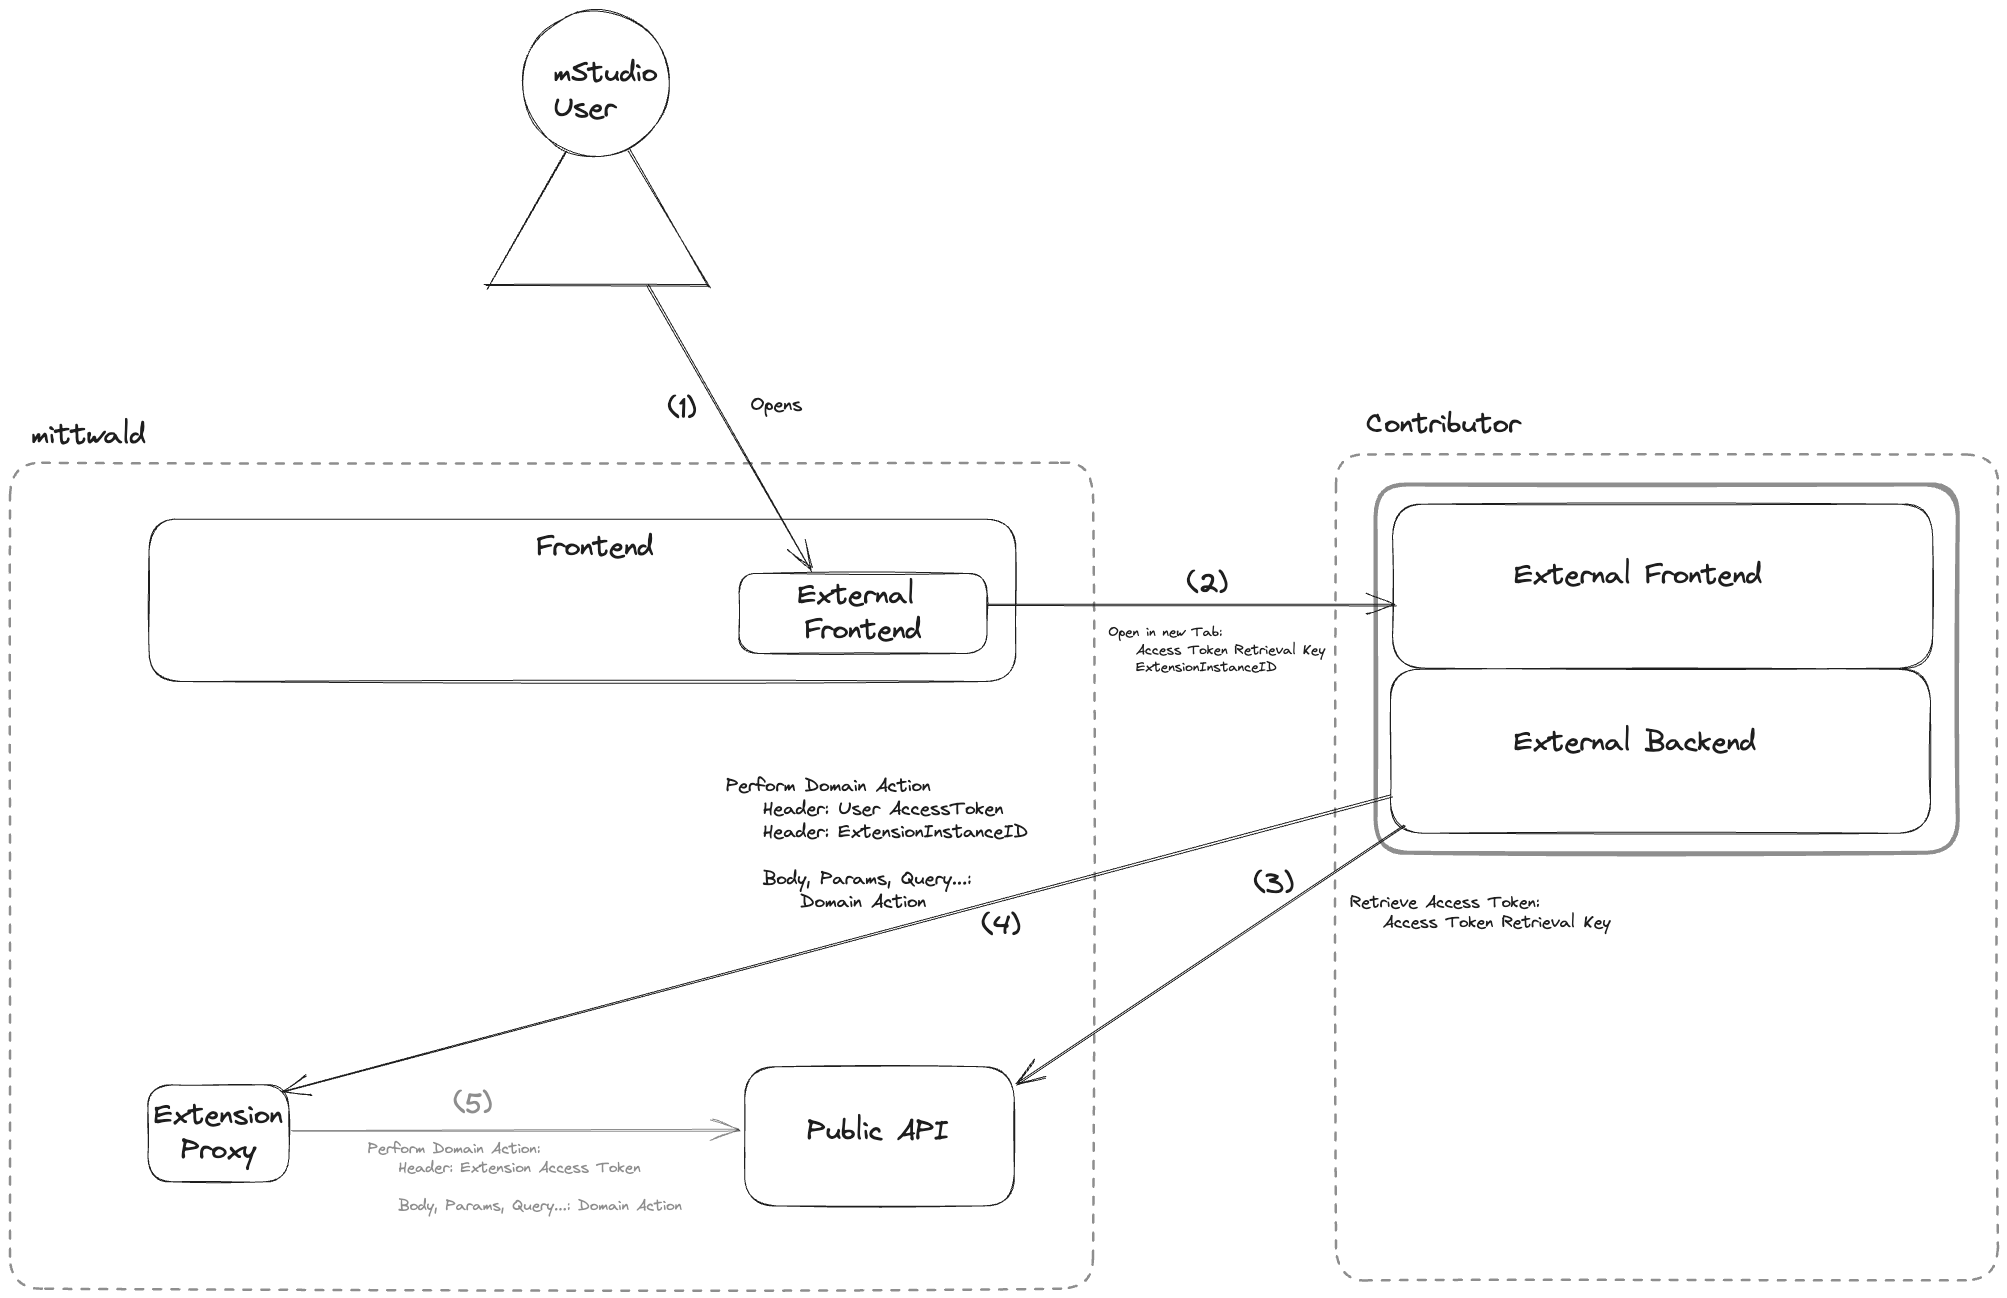 mStudio
User
(1)
Opens
mittwald
Contributor
Frontend
External
Frontend
(2)
Open in new Tab:
Access Token Retrieval Key
ExtensionInstanceID
External Frontend
External Backend
Perform Domain Action
Header: User AccessToken
Header: ExtensionInstanceID
Body, Params, Query...:
Domain Action
(4)
(3)
Retrieve Access Token:
Access Token Retrieval Key
Extension
Proxy
(5)
Perform Domain Action:
Header: Extension Access Token
Body, Params, Query...: Domain Action
Public API